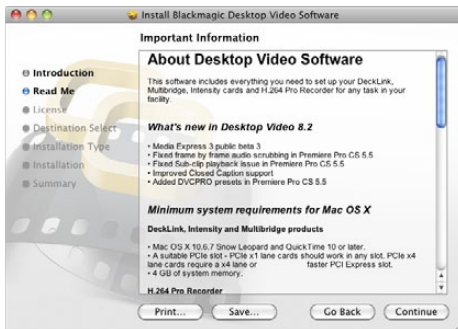 Install Blackmagic Desktop Video Software
Important Information
Introduction
Read Me
License
Destination Select
Installation Type
Installation
Summary
About Desktop Video Software
This software includes everything you need to set up your DeckLink,
Multibridge, Intensity cards and H.264 Pro Recorder for any task in your
facility.
What's new in Desktop Video 8.2
• Media Express 3 public beta 3
• Fixed frame by frame audio scrubbing in Premiere Pro CS 5.5
• Fixed Sub-clip playback issue in Premiere Pro CS 5.5
• Improved Closed Caption support
• Added DVCPRO presets in Premiere Pro CS 5.5
Minimum system requirements for Mac OS X
DeckLink, Intensity and Multibridge products
• Mac OS X 10.6.7 Snow Leopard and QuickTime 10 or later.
• A suitable PCIe slot - PCIe x1 lane cards should work in any slot. PCIe x4
lane cards require a x4 lane or faster PCI Express slot.
• 4 GB of system memory.
H.264 Pro Recorder
Print...
Save...
Go Back
Continue